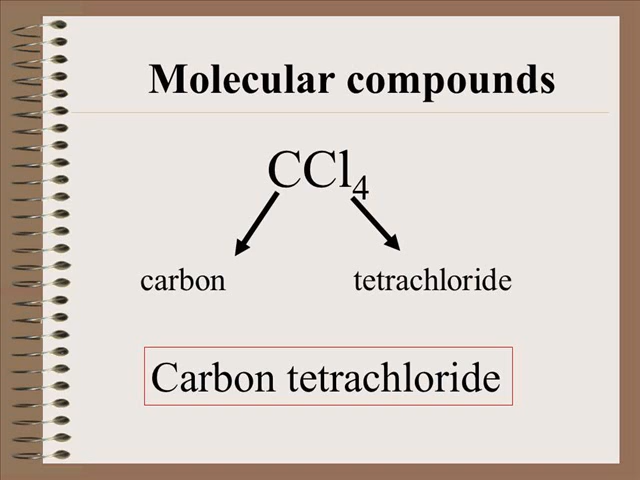 Molecular compounds
CCl₄
carbon tetrachloride
Carbon tetrachloride